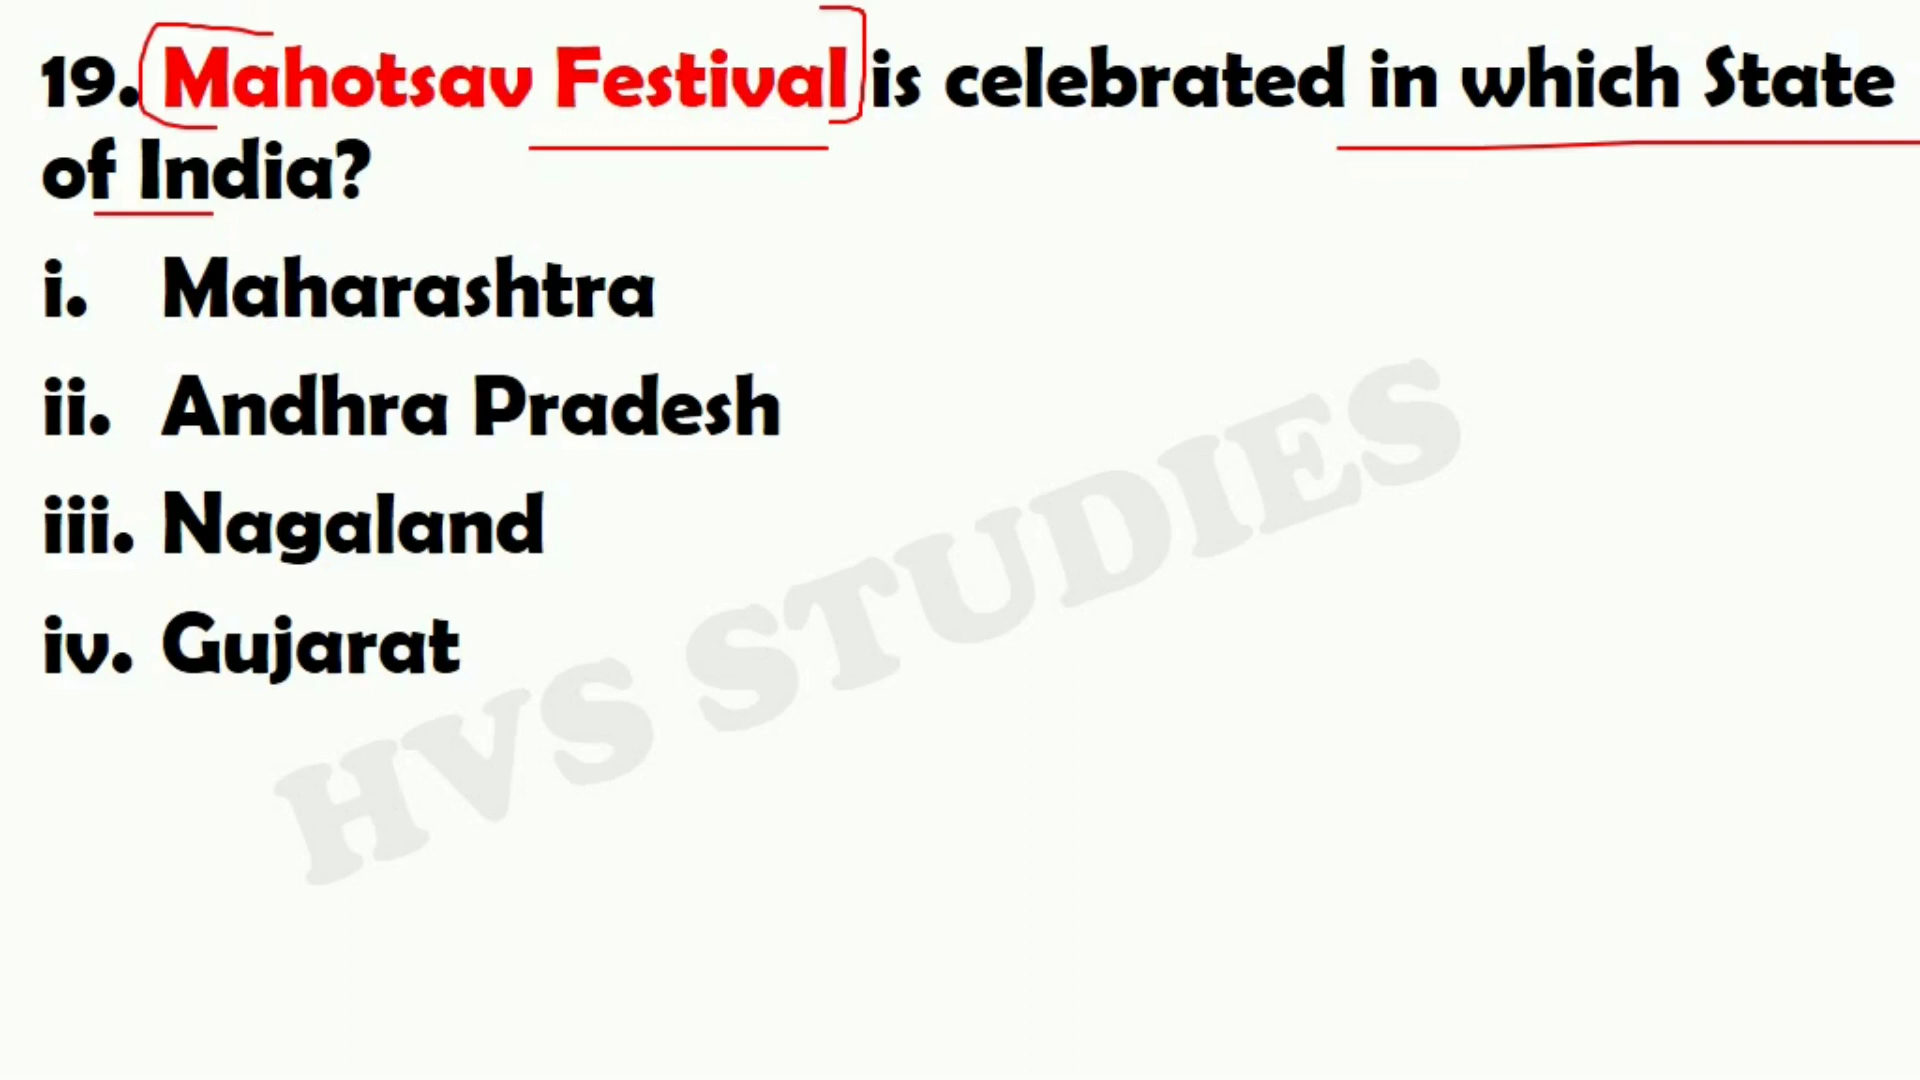 19. Mahotsav Festival is celebrated in which State
of India?
i. Maharashtra
ii. Andhra Pradesh
iii. Nagaland
iv. Gujarat
HVS STUDIES